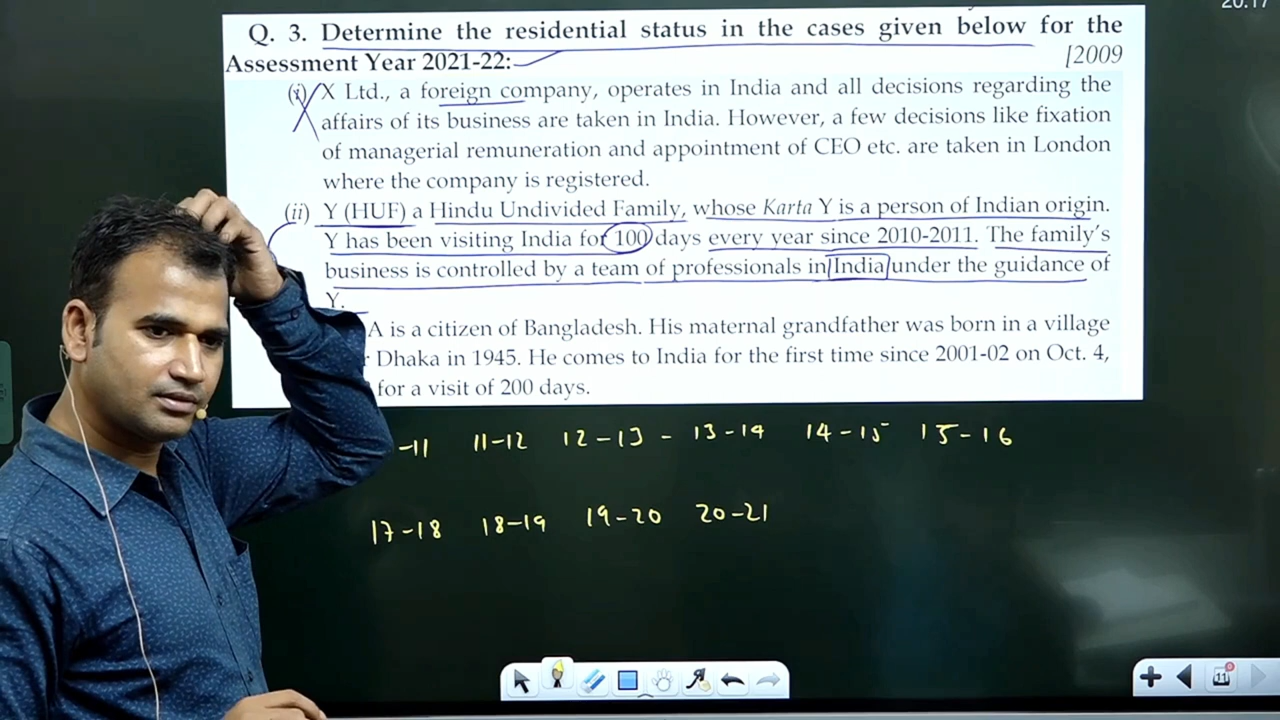 20:17
Q. 3. Determine the residential status in the cases given below for the
Assessment Year 2021-22:
[2009
(i) X Ltd., a foreign company, operates in India and all decisions regarding the
affairs of its business are taken in India. However, a few decisions like fixation
of managerial remuneration and appointment of CEO etc. are taken in London
where the company is registered.
(ii) Y (HUF) a Hindu Undivided Family, whose Karta Y is a person of Indian origin.
Y has been visiting India for 100 days every year since 2010-2011. The family's
business is controlled by a team of professionals in India under the guidance of
Y.
A is a citizen of Bangladesh. His maternal grandfather was born in a village
Dhaka in 1945. He comes to India for the first time since 2001-02 on Oct. 4,
for a visit of 200 days.
-11 11-12 12-13 - 13-14 14-15 15-16
17-18 18-19 19-20 20-21
11